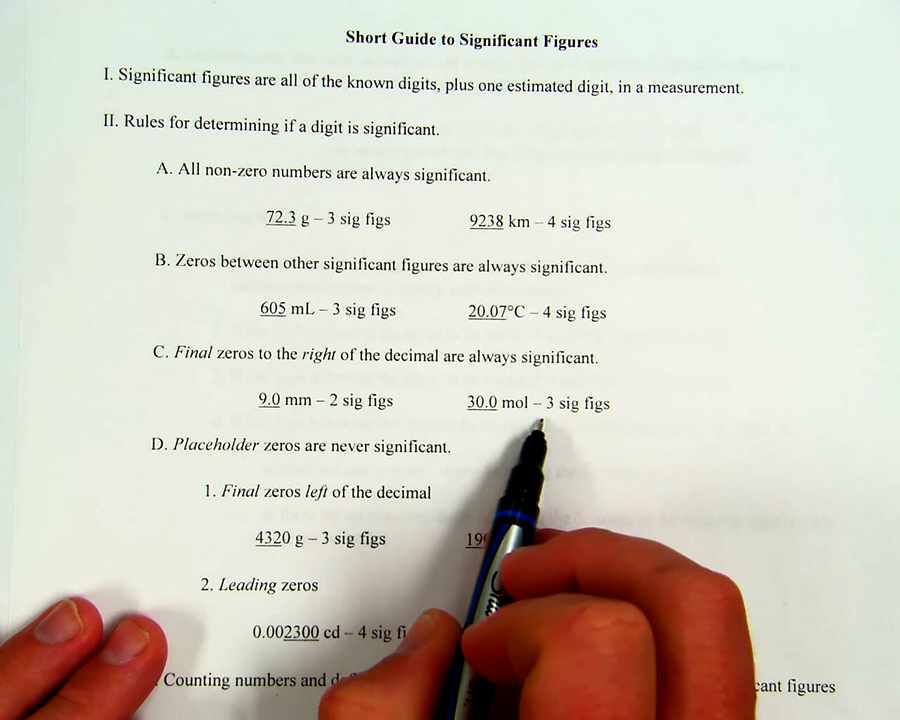 Short Guide to Significant Figures
I. Significant figures are all of the known digits, plus one estimated digit, in a measurement.
II. Rules for determining if a digit is significant.
A. All non-zero numbers are always significant.
72.3 g – 3 sig figs 9238 km – 4 sig figs
B. Zeros between other significant figures are always significant.
605 mL – 3 sig figs 20.07°C – 4 sig figs
C. Final zeros to the right of the decimal are always significant.
9.0 mm – 2 sig figs 30.0 mol – 3 sig figs
D. Placeholder zeros are never significant.
1. Final zeros left of the decimal
4320 g – 3 sig figs
2. Leading zeros
0.002300 cd – 4 sig
Counting numbers and figures